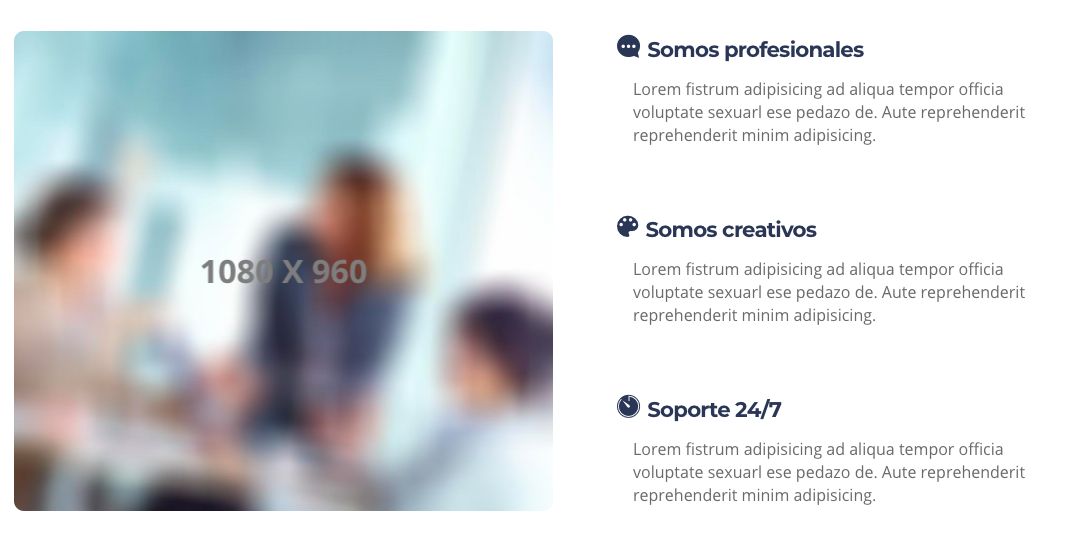 1080 X 960
Somos profesionales
Lorem fistrum adipisicing ad aliqua tempor officia
voluptate sexuarl ese pedazo de. Aute reprehenderit
reprehenderit minim adipisicing.
Somos creativos
Lorem fistrum adipisicing ad aliqua tempor officia
voluptate sexuarl ese pedazo de. Aute reprehenderit
reprehenderit minim adipisicing.
Soporte 24/7
Lorem fistrum adipisicing ad aliqua tempor officia
voluptate sexuarl ese pedazo de. Aute reprehenderit
reprehenderit minim adipisicing.